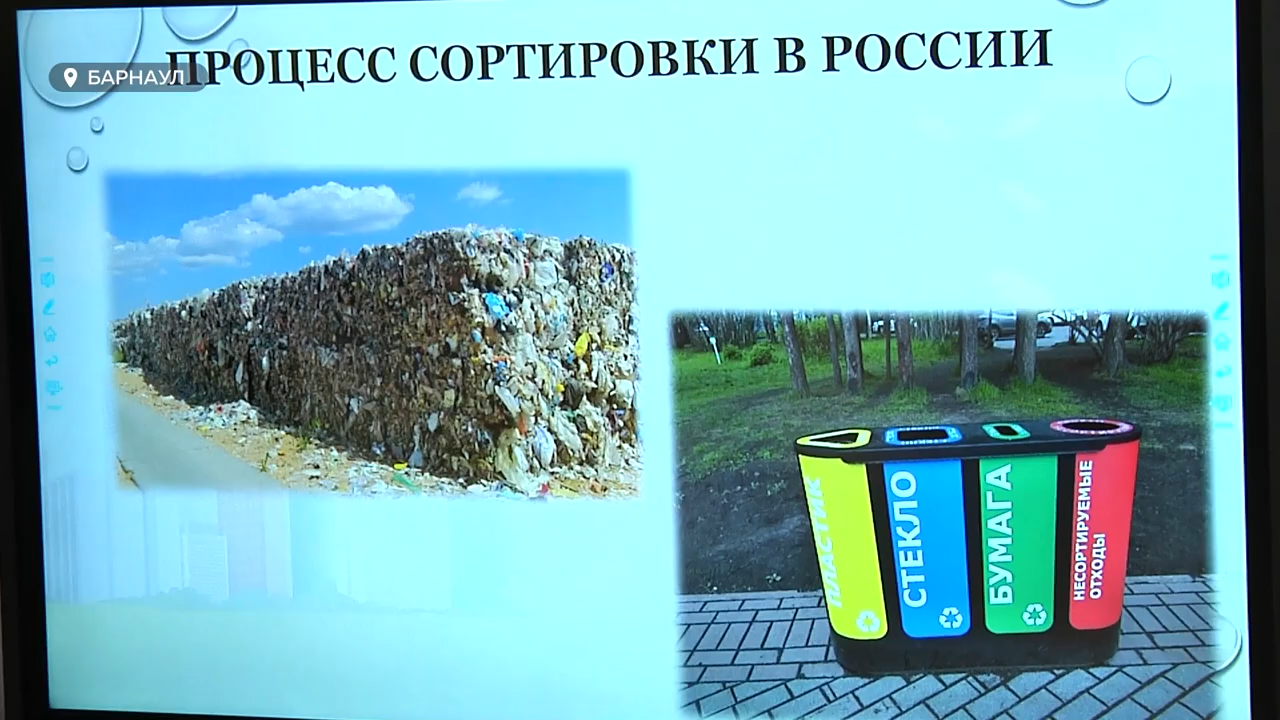 ПРОЦЕСС СОРТИРОВКИ В РОССИИ
БАРНАУЛ
ПЛАСТИК
СТЕКЛО
БУМАГА
НЕСОРТИРУЕМЫЕ
ОТХОДЫ